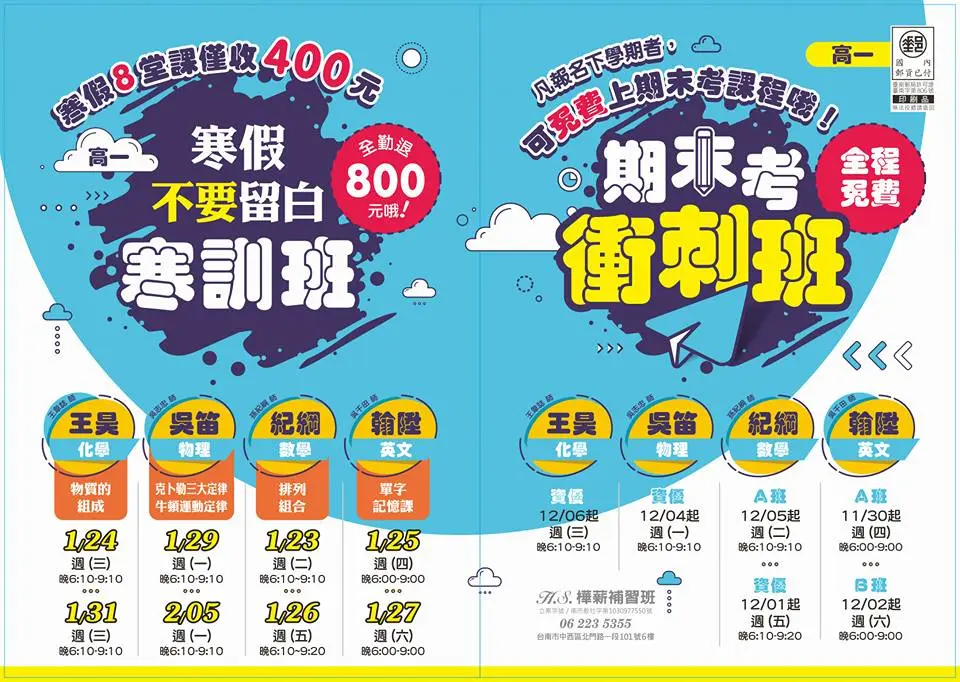 寒假8堂課僅收400元
高一
寒假
不要留白
寒訓班
全勤退
800
元哦!
王昊
化學
物質的
組成
1/24
週(三)
晚6:10-9:10
1/31
週(三)
晚6:10-9:10
吳笛
物理
克卜勒三大定律
牛頓運動定律
1/29
週(一)
晚6:10-9:10
2/05
週(一)
晚6:10-9:10
紀綱
數學
排列
組合
1/23
週(二)
晚6:10~9:10
1/26
週(五)
晚6:10~9:20
翰陞
英文
單字
記憶課
1/25
週(四)
晚6:00-9:00
1/27
週(六)
晚6:00-9:00
高一
郵
國 內
郵資已付
印刷品
凡報名下學期者，
可免費上期末考課程哦！
期末考
衝刺班
全程
免費
王昊
化學
資優
12/06起
週(三)
晚6:10-9:10
吳笛
物理
資優
12/04起
週(一)
晚6:10-9:10
紀綱
數學
A班
12/05起
週(二)
晚6:10-9:10
資優
12/01起
週(五)
晚6:10-9:20
翰陞
英文
A班
11/30起
週(四)
晚6:00-9:00
B班
12/02起
週(六)
晚6:00-9:00
H.S. 樺薪補習班
06 223 5355
台南市中西區北門路一段101號6樓